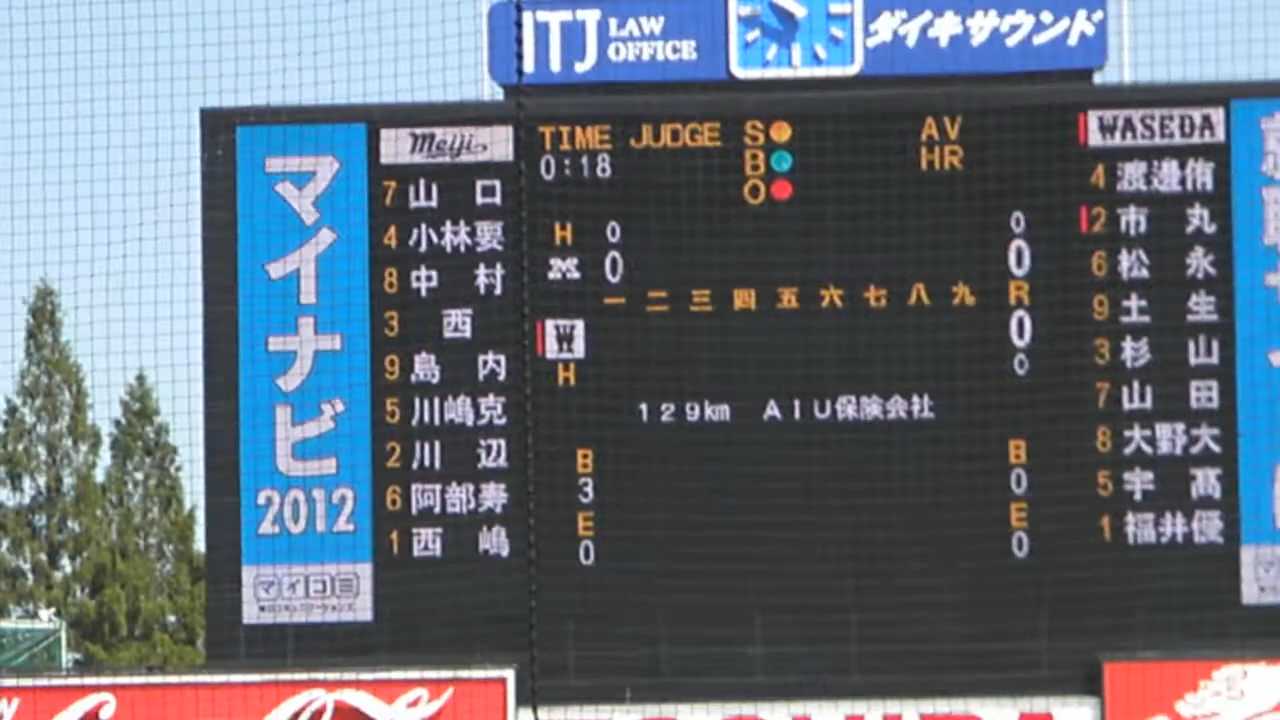 ITJ LAW OFFICE
ダイキサウンド
マイナビ2012
マイコミ
Meiji
7 山口
4 小林要
8 中村
3 西
9 島内
5 川嶋克
2 川辺
6 阿部寿
1 西嶋
TIME JUDGE
0:18
S
B
O
AV
HR
H 0 0
M 0 0
一 二 三 四 五 六 七 八 九 R
W 0
H 0
129㎞ AIU保険会社
B 3
E 0
B 0
E 0
WASEDA
4 渡邉侑
2 市丸
6 松永
9 土生
3 杉山
7 山田
8 大野大
5 宇高
1 福井優